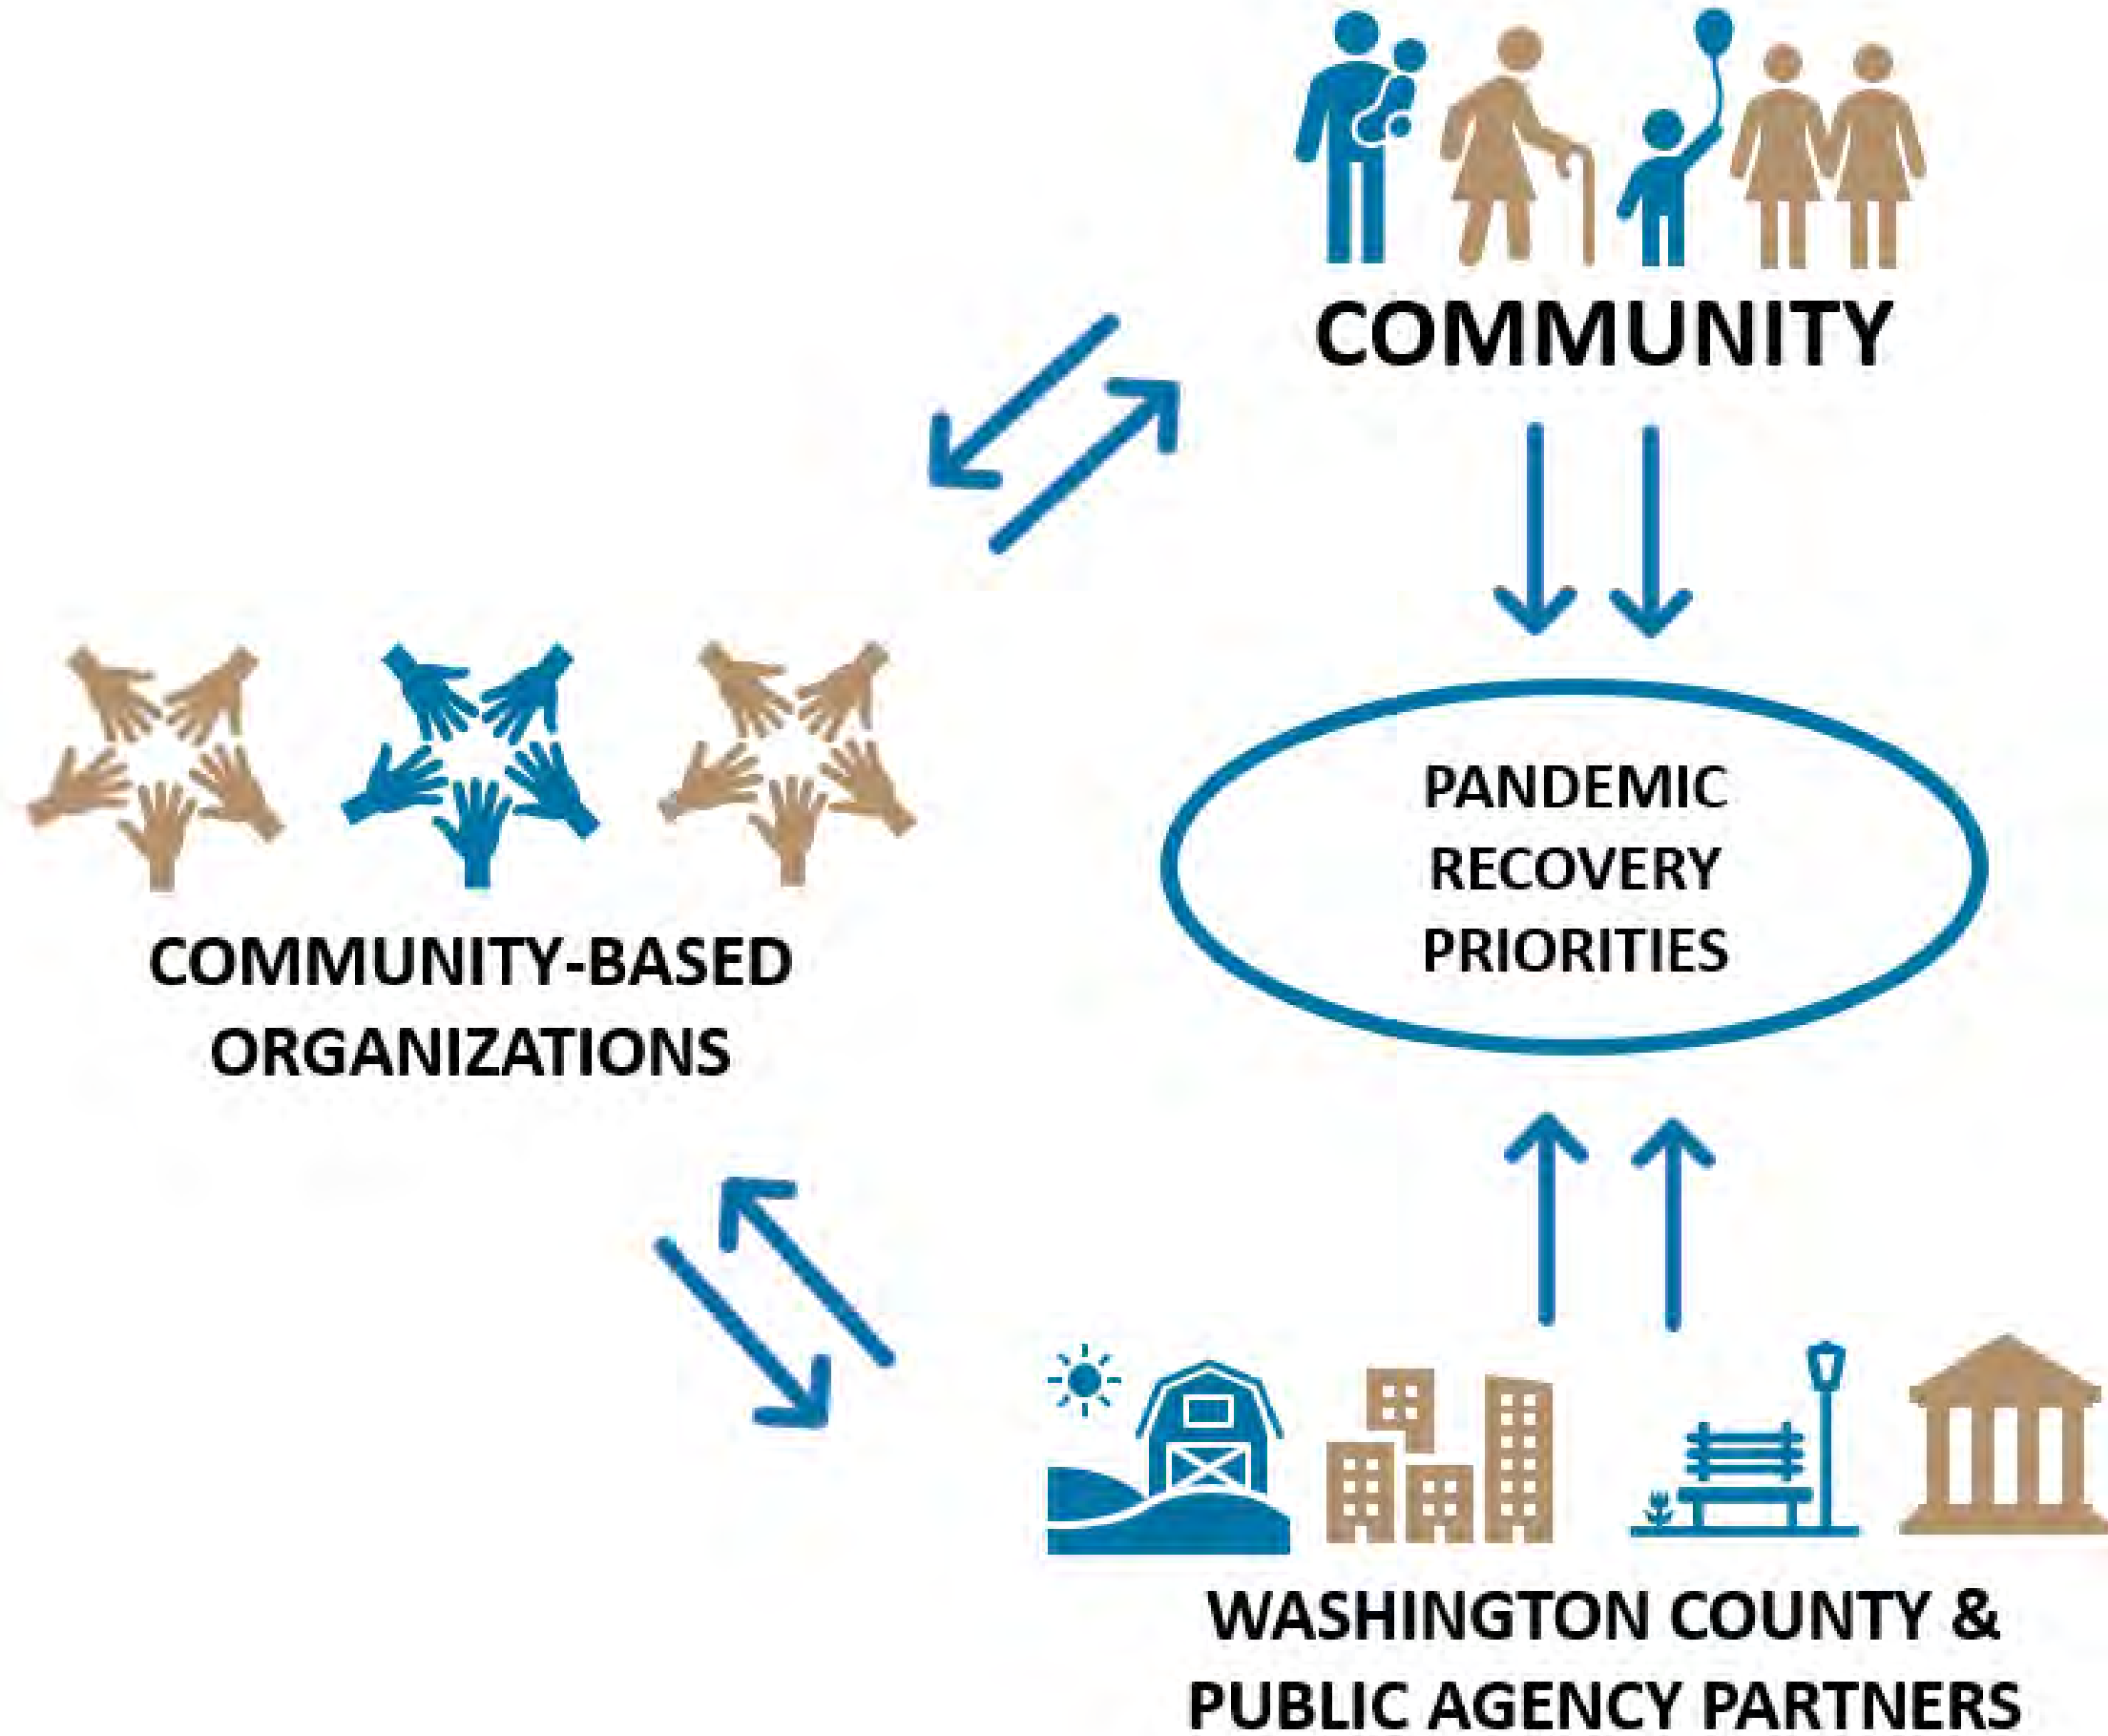 COMMUNITY
PANDEMIC
RECOVERY
PRIORITIES
COMMUNITY-BASED
ORGANIZATIONS
WASHINGTON COUNTY &
PUBLIC AGENCY PARTNERS